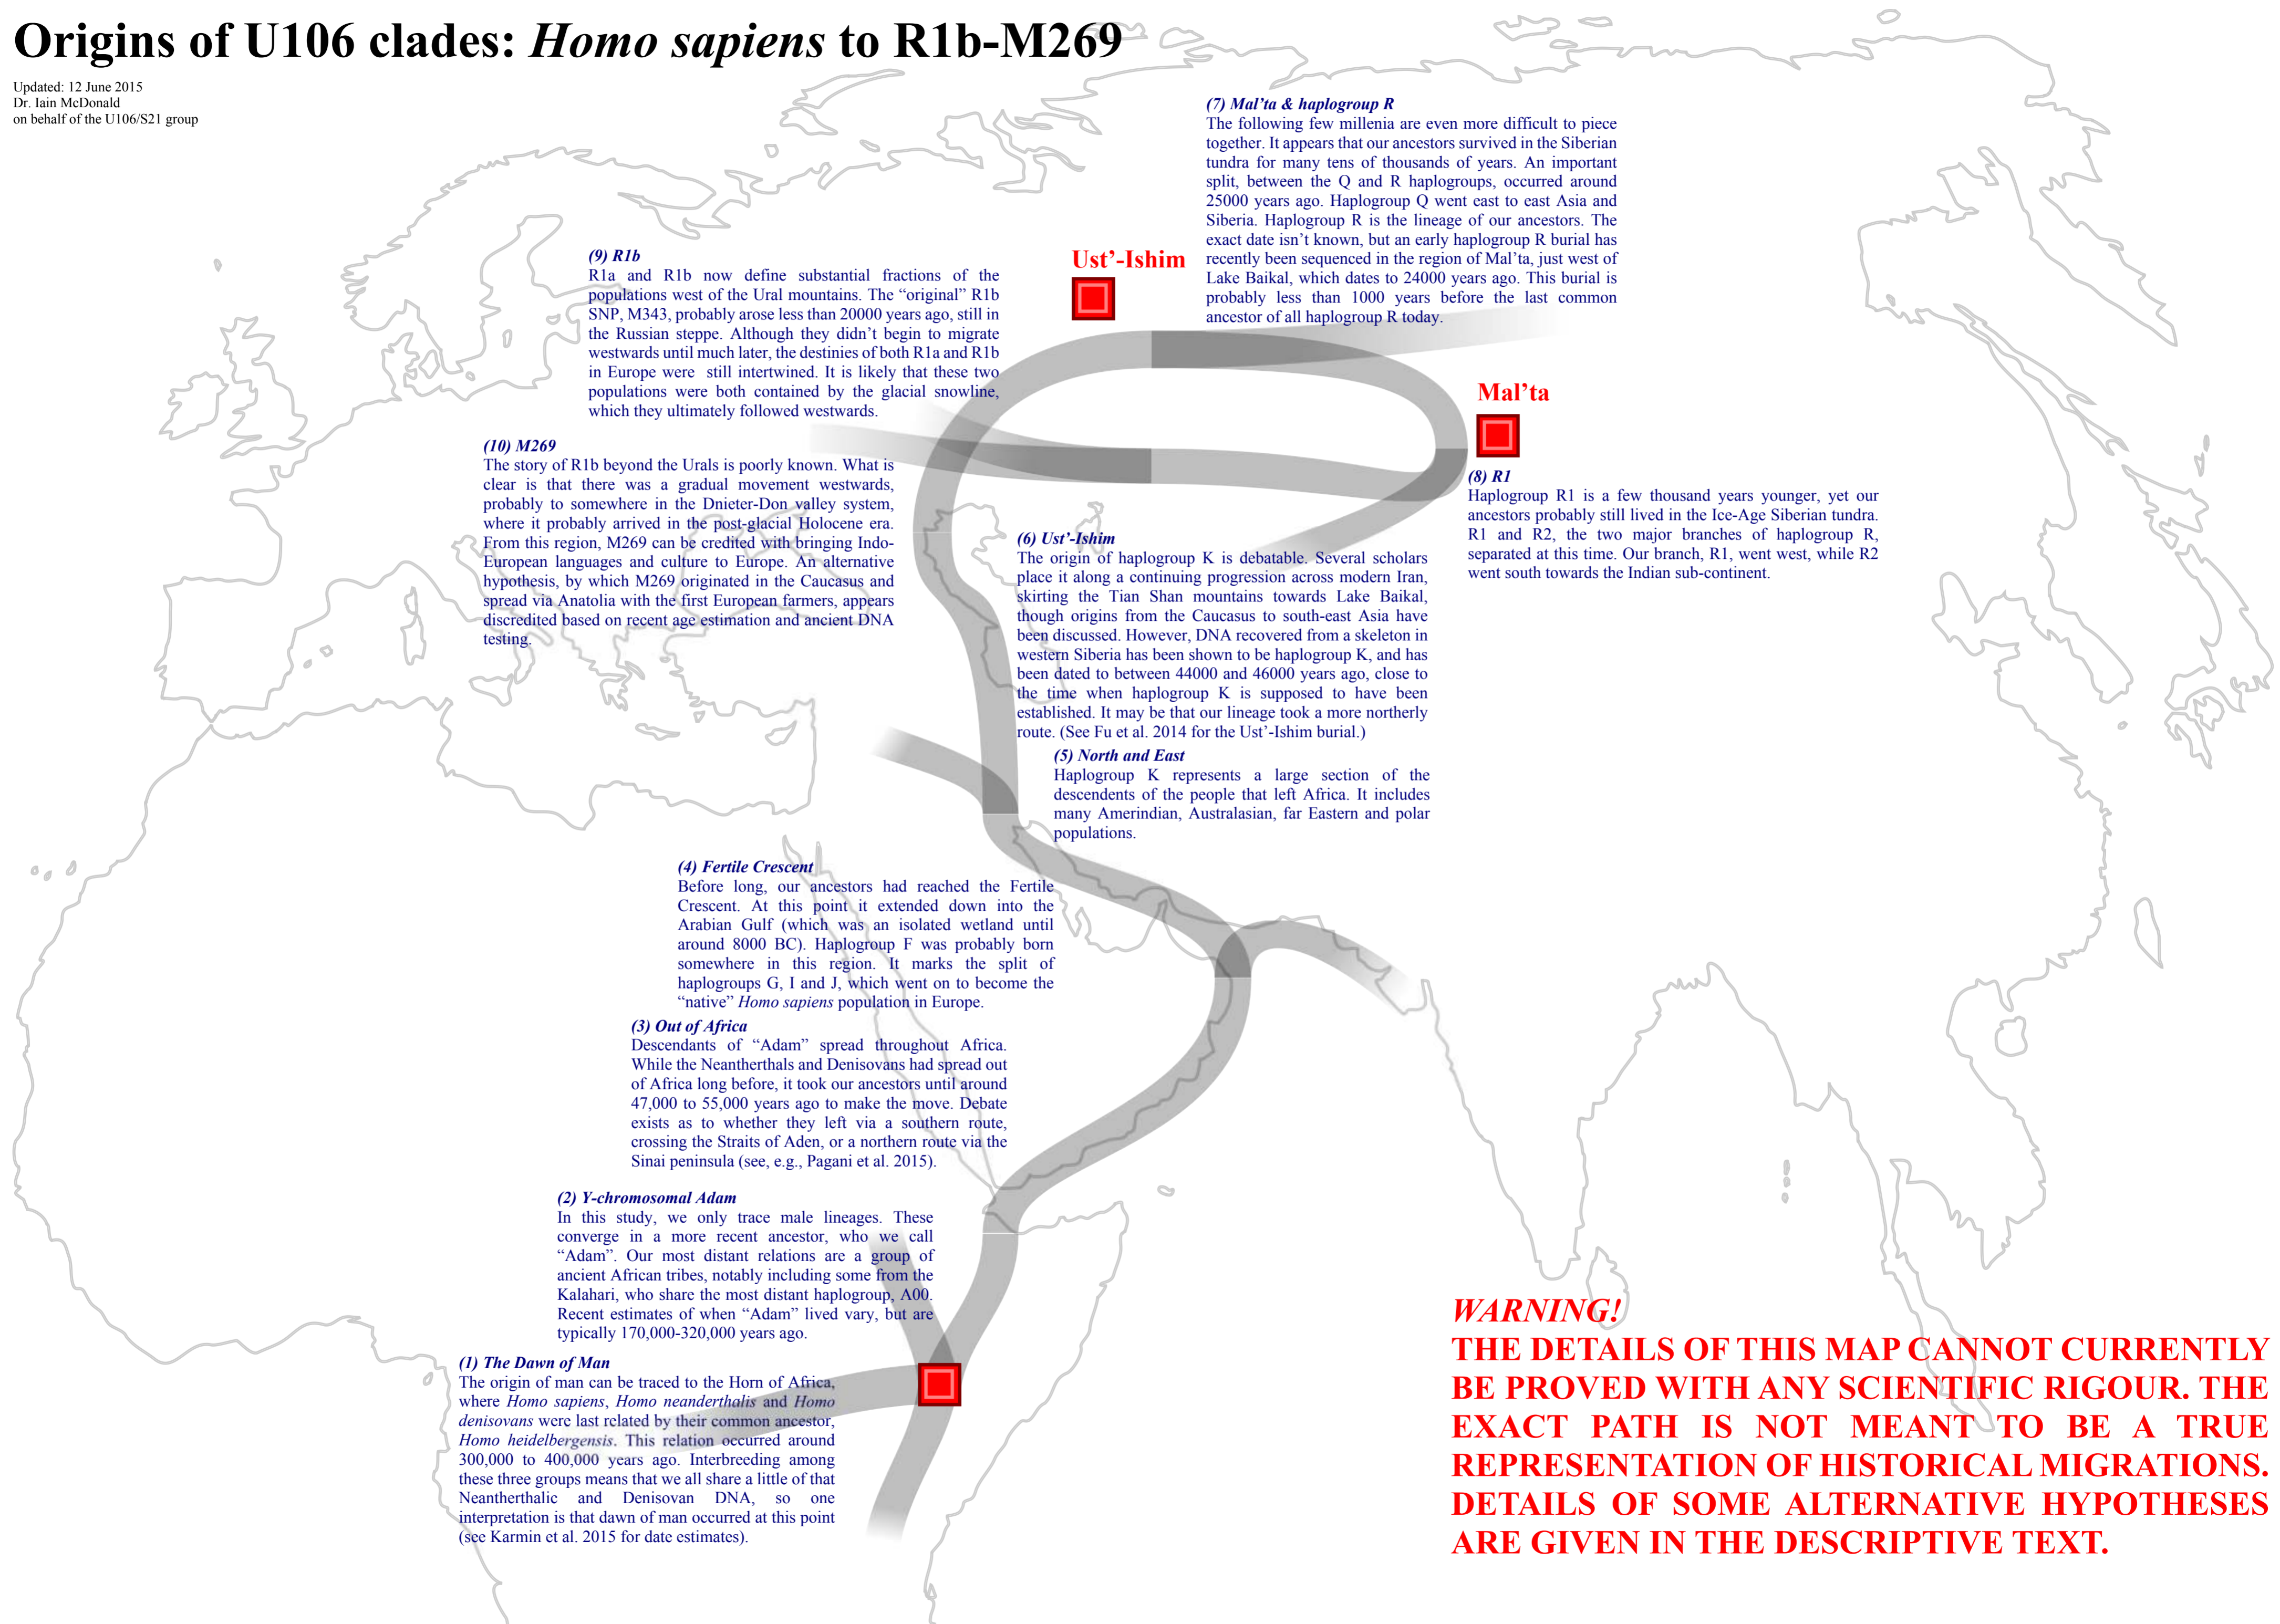 Origins of U106 clades: Homo sapiens to R1b-M269
Updated: 12 June 2015
Dr. Iain McDonald
on behalf of the U106/S21 group
(7) Mal’ta & haplogroup R
The following few millenia are even more difficult to piece
together. It appears that our ancestors survived in the Siberian
tundra for many tens of thousands of years. An important
split, between the Q and R haplogroups, occurred around
25000 years ago. Haplogroup Q went east to east Asia and
Siberia. Haplogroup R is the lineage of our ancestors. The
exact date isn’t known, but an early haplogroup R burial has
recently been sequenced in the region of Mal’ta, just west of
Lake Baikal, which dates to 24000 years ago. This burial is
probably less than 1000 years before the last common
ancestor of all haplogroup R today.
Ust’-Ishim
(9) R1b
R1a and R1b now define substantial fractions of the
populations west of the Ural mountains. The “original” R1b
SNP, M343, probably arose less than 20000 years ago, still in
the Russian steppe. Although they didn’t begin to migrate
westwards until much later, the destinies of both R1a and R1b
in Europe were still intertwined. It is likely that these two
populations were both contained by the glacial snowline,
which they ultimately followed westwards.
Mal’ta
(10) M269
The story of R1b beyond the Urals is poorly known. What is
clear is that there was a gradual movement westwards,
probably to somewhere in the Dnieter-Don valley system,
where it probably arrived in the post-glacial Holocene era.
From this region, M269 can be credited with bringing Indo-
European languages and culture to Europe. An alternative
hypothesis, by which M269 originated in the Caucasus and
spread via Anatolia with the first European farmers, appears
discredited based on recent age estimation and ancient DNA
testing.
(8) R1
Haplogroup R1 is a few thousand years younger, yet our
ancestors probably still lived in the Ice-Age Siberian tundra.
R1 and R2, the two major branches of haplogroup R,
separated at this time. Our branch, R1, went west, while R2
went south towards the Indian sub-continent.
(6) Ust’-Ishim
The origin of haplogroup K is debatable. Several scholars
place it along a continuing progression across modern Iran,
skirting the Tian Shan mountains towards Lake Baikal,
though origins from the Caucasus to south-east Asia have
been discussed. However, DNA recovered from a skeleton in
western Siberia has been shown to be haplogroup K, and has
been dated to between 44000 and 46000 years ago, close to
the time when haplogroup K is supposed to have been
established. It may be that our lineage took a more northerly
route. (See Fu et al. 2014 for the Ust’-Ishim burial.)
(5) North and East
Haplogroup K represents a large section of the
descendents of the people that left Africa. It includes
many Amerindian, Australasian, far Eastern and polar
populations.
(4) Fertile Crescent
Before long, our ancestors had reached the Fertile
Crescent. At this point it extended down into the
Arabian Gulf (which was an isolated wetland until
around 8000 BC). Haplogroup F was probably born
somewhere in this region. It marks the split of
haplogroups G, I and J, which went on to become the
“native” Homo sapiens population in Europe.
(3) Out of Africa
Descendants of “Adam” spread throughout Africa.
While the Neantherthals and Denisovans had spread out
of Africa long before, it took our ancestors until around
47,000 to 55,000 years ago to make the move. Debate
exists as to whether they left via a southern route,
crossing the Straits of Aden, or a northern route via the
Sinai peninsula (see, e.g., Pagani et al. 2015).
(2) Y-chromosomal Adam
In this study, we only trace male lineages. These
converge in a more recent ancestor, who we call
“Adam”. Our most distant relations are a group of
ancient African tribes, notably including some from the
Kalahari, who share the most distant haplogroup, A00.
Recent estimates of when “Adam” lived vary, but are
typically 170,000-320,000 years ago.
(1) The Dawn of Man
The origin of man can be traced to the Horn of Africa,
where Homo sapiens, Homo neanderthalis and Homo
denisovans were last related by their common ancestor,
Homo heidelbergensis. This relation occurred around
300,000 to 400,000 years ago. Interbreeding among
these three groups means that we all share a little of that
Neantherthalic and Denisovan DNA, so one
interpretation is that dawn of man occurred at this point
(see Karmin et al. 2015 for date estimates).
WARNING!
THE DETAILS OF THIS MAP CANNOT CURRENTLY
BE PROVED WITH ANY SCIENTIFIC RIGOUR. THE
EXACT PATH IS NOT MEANT TO BE A TRUE
REPRESENTATION OF HISTORICAL MIGRATIONS.
DETAILS OF SOME ALTERNATIVE HYPOTHESES
ARE GIVEN IN THE DESCRIPTIVE TEXT.